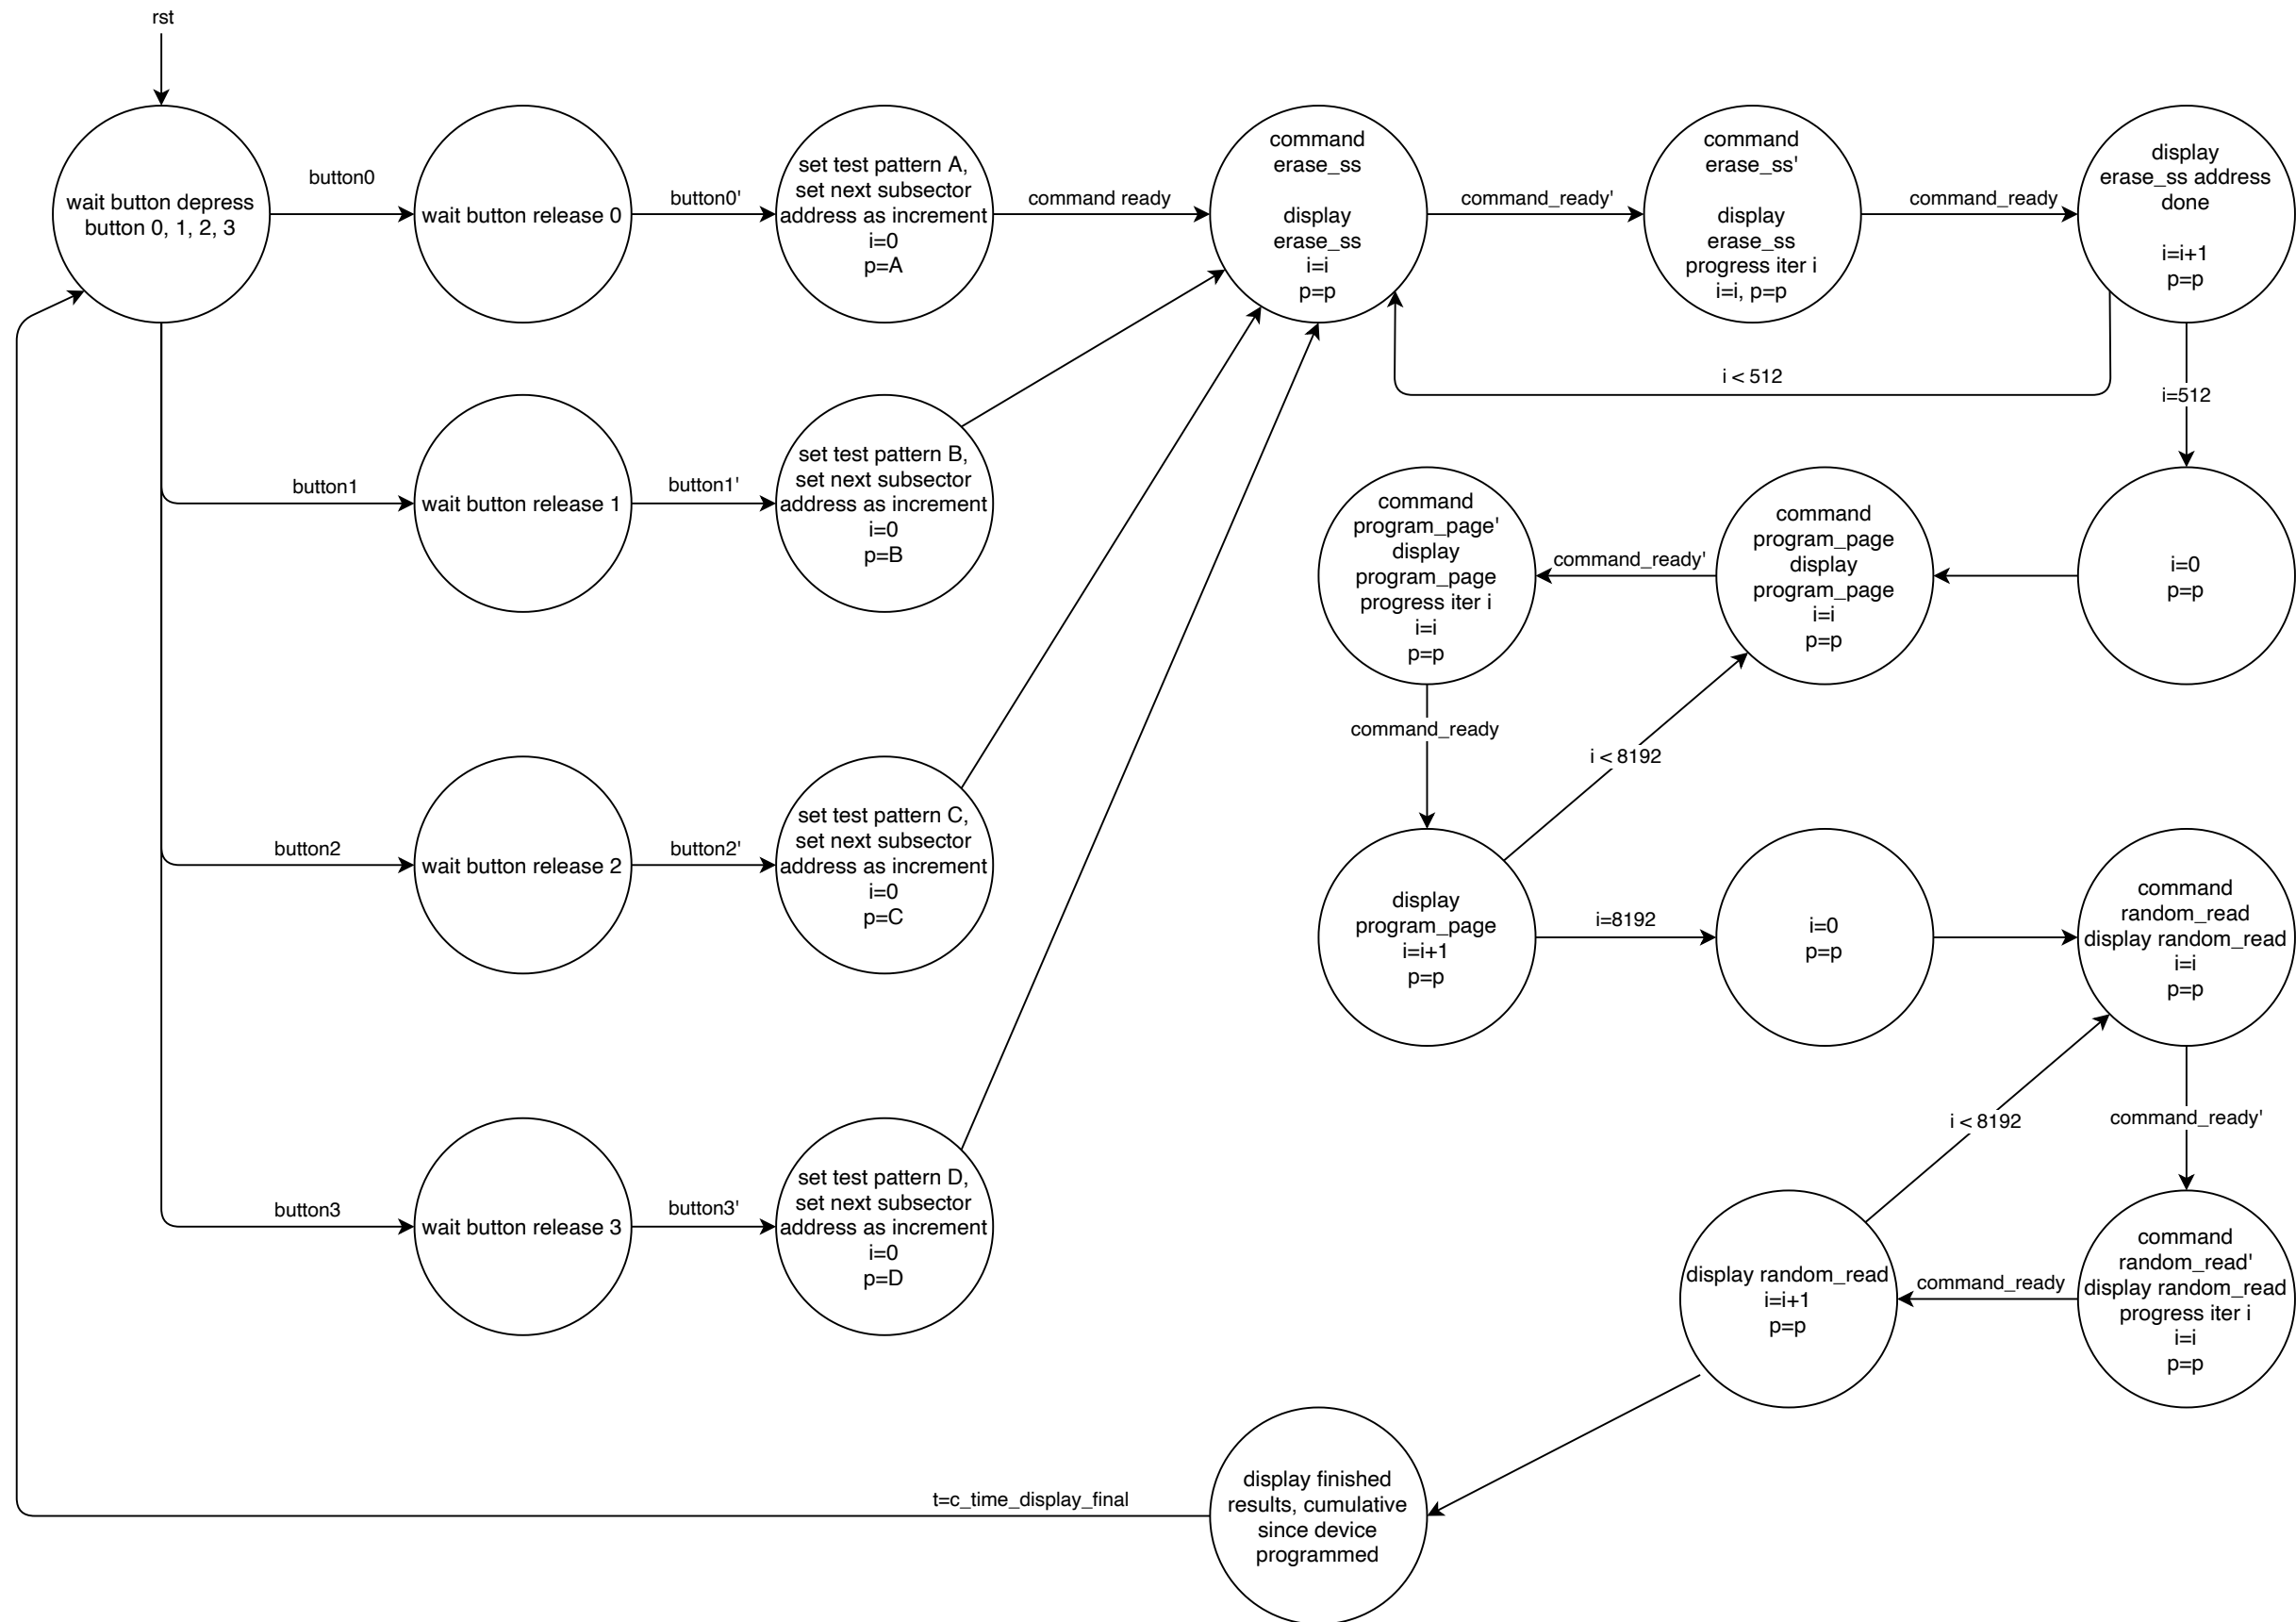 rst
wait button depress
button 0, 1, 2, 3
button0
wait button release 0
button0'
set test pattern A,
set next subsector
address as increment
i=0
p=A
command ready
command
erase_ss
display
erase_ss
i=i
p=p
command_ready'
command
erase_ss'
display
erase_ss
progress iter i
i=i, p=p
command_ready
display
erase_ss address
done
i=i+1
p=p
i < 512
i=512
button1
wait button release 1
button1'
set test pattern B,
set next subsector
address as increment
i=0
p=B
command
program_page'
display
program_page
progress iter i
i=i
p=p
command_ready'
command
program_page
display
program_page
i=i
p=p
i=0
p=p
command_ready
i < 8192
button2
wait button release 2
button2'
set test pattern C,
set next subsector
address as increment
i=0
p=C
display
program_page
i=i+1
p=p
i=8192
i=0
p=p
command
random_read
display random_read
i=i
p=p
i < 8192
command_ready'
button3
wait button release 3
button3'
set test pattern D,
set next subsector
address as increment
i=0
p=D
display random_read
i=i+1
p=p
command_ready
command
random_read'
display random_read
progress iter i
i=i
p=p
t=c_time_display_final
display finished
results, cumulative
since device
programmed